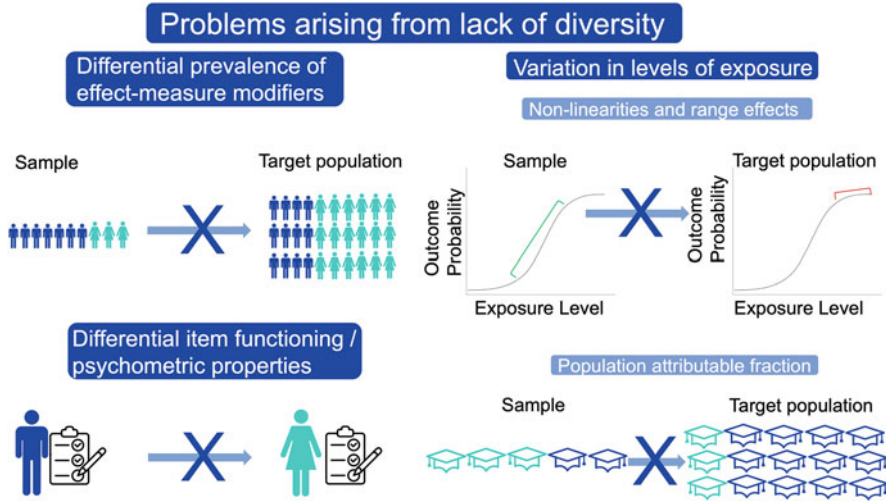 Problems arising from lack of diversity
Differential prevalence of
effect-measure modifiers
Sample
Target population
Differential item functioning /
psychometric properties
Variation in levels of exposure
Non-linearities and range effects
Sample
Target population
Outcome
Probability
Exposure Level
Outcome
Probability
Exposure Level
Population attributable fraction
Sample
Target population